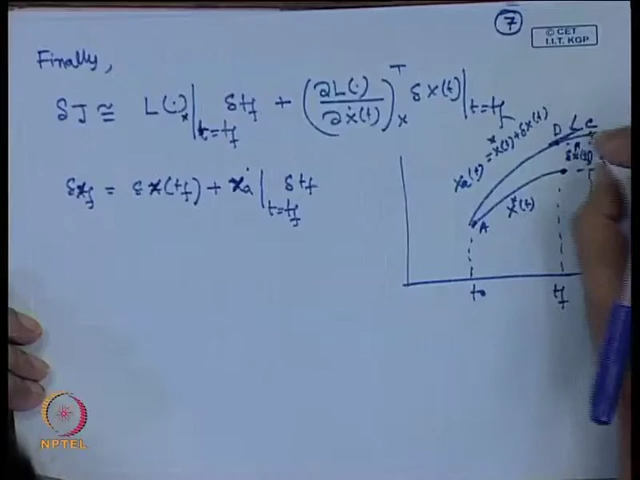 7
© CET
I.I.T. KGP
Finally,
δJ ≅ L(·)|* t=tf δtf + (∂L(·)/∂ẋ(t))ᵀ* δx(t)|t=tf
δxf = δx(tf) + ẋa|t=tf δtf
xa(t) = x*(t) + δx(t)
D
C
B
x*(t)
A
t0
tf
NPTEL